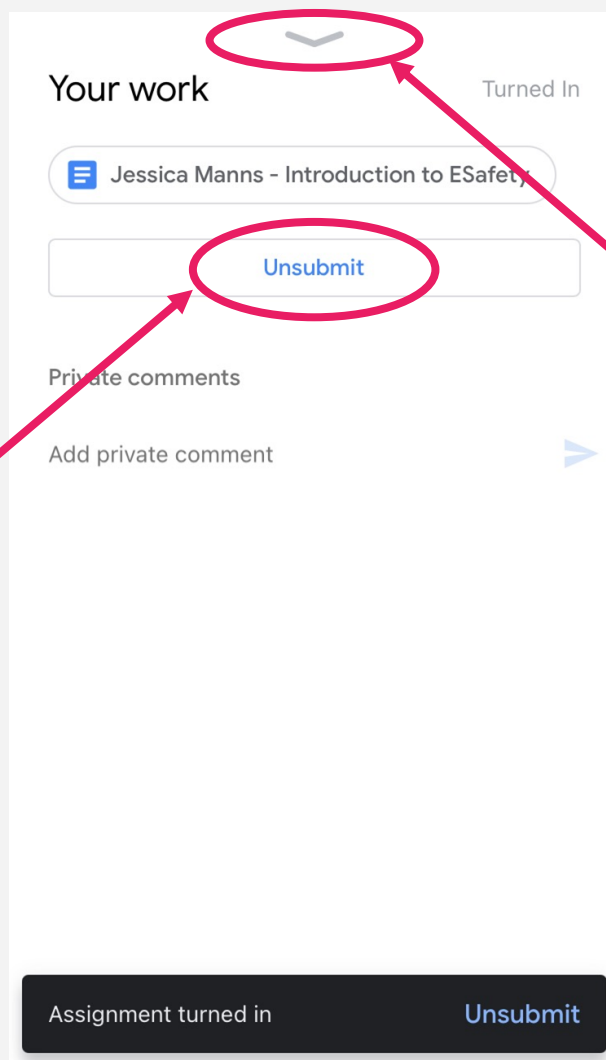 Your work
Turned In
Jessica Manns - Introduction to ESafety
Unsubmit
Private comments
Add private comment
Assignment turned in
Unsubmit